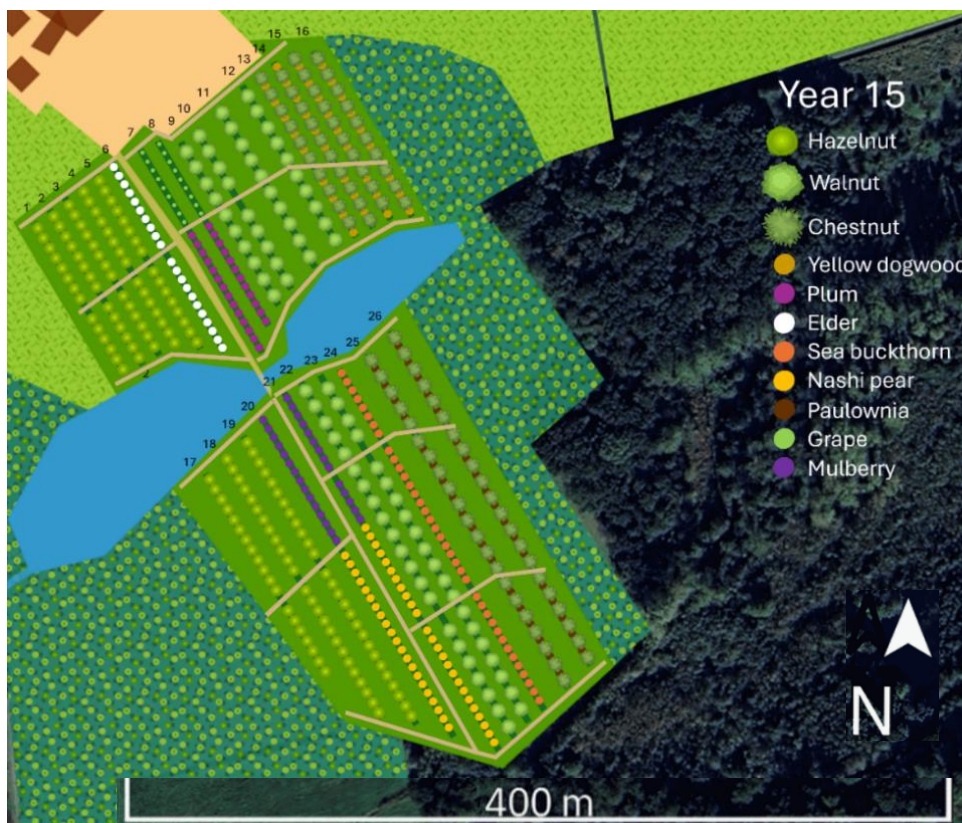 Year 15
Hazelnut
Walnut
Chestnut
Yellow dogwood
Plum
Elder
Sea buckthorn
Nashi pear
Paulownia
Grape
Mulberry
1
2
3
4
5
6
7
8
9
10
11
12
13
14
15
16
17
18
19
20
21
22
23
24
25
26
N
400 m